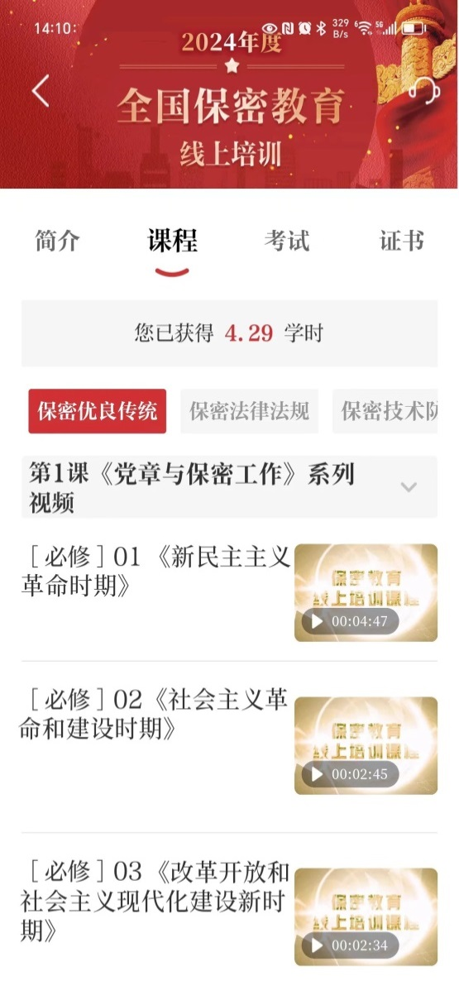 14:10
329
B/s
6
5G
2024年度
全国保密教育
线上培训
简介
课程
考试
证书
您已获得 4.29 学时
保密优良传统
保密法律法规
保密技术防
第1课《党章与保密工作》系列
视频
[必修] 01《新民主主义
革命时期》
保密教育
线上培训课程
00:04:47
[必修] 02《社会主义革
命和建设时期》
保密教育
线上培训课程
00:02:45
[必修] 03《改革开放和
社会主义现代化建设新时
期》
保密教育
线上培训课程
00:02:34